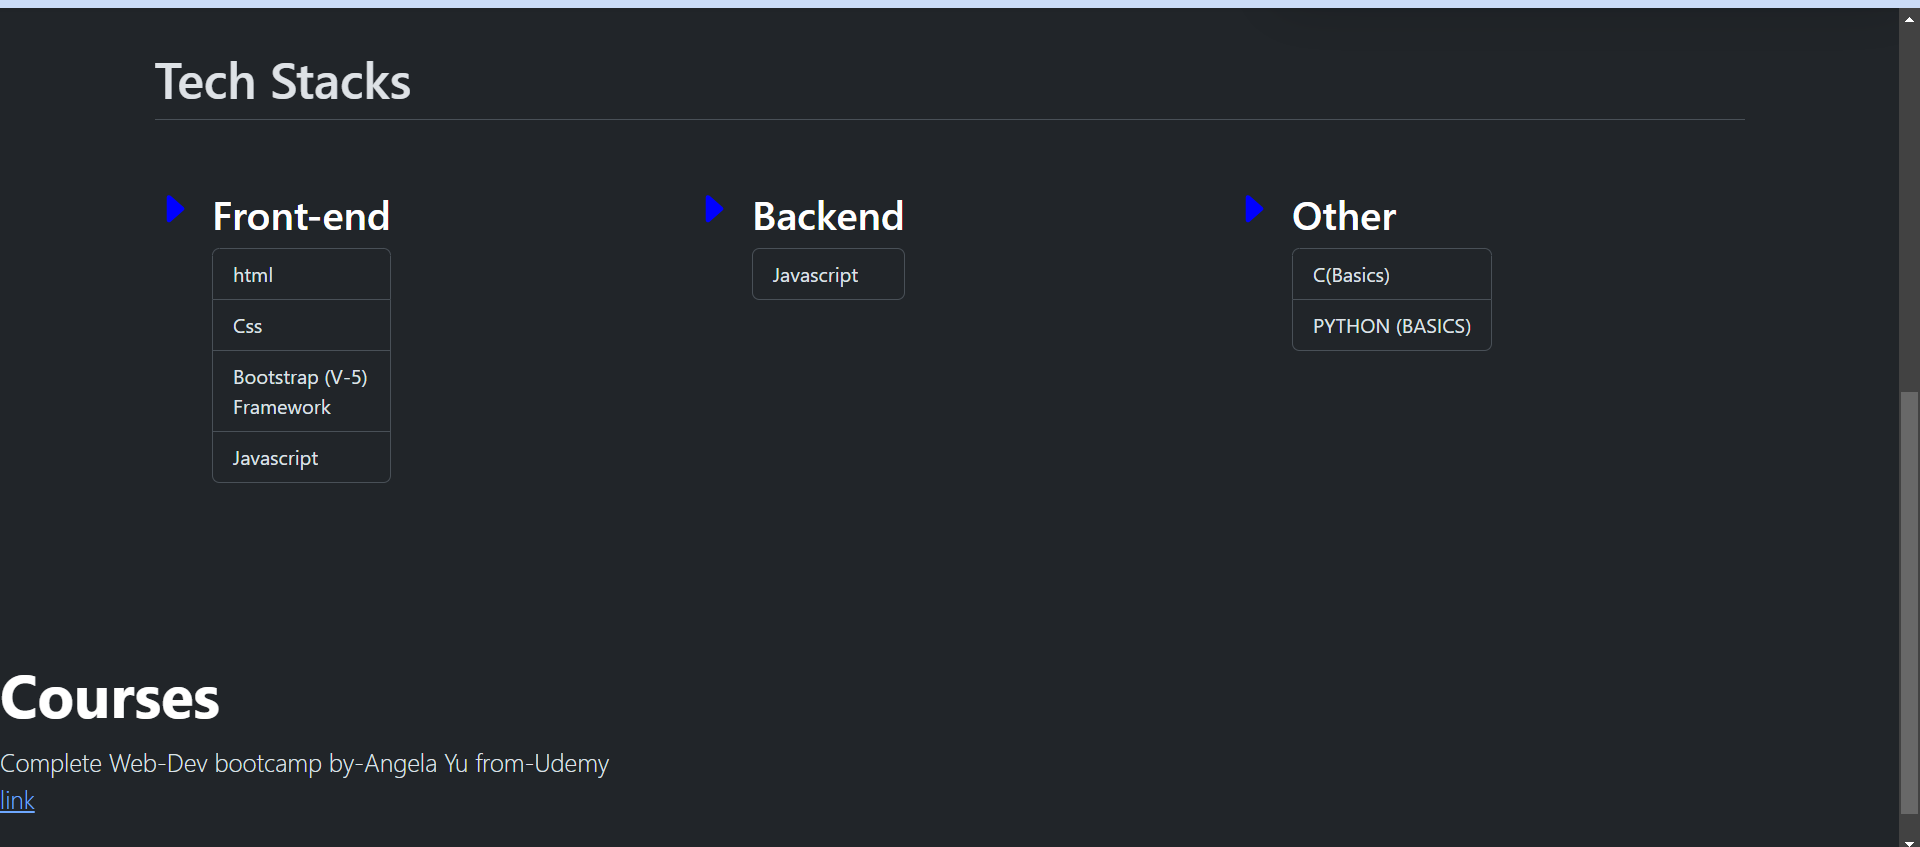 Tech Stacks
Front-end
html
Css
Bootstrap (V-5)
Framework
Javascript
Backend
Javascript
Other
C(Basics)
PYTHON (BASICS)
Courses
Complete Web-Dev bootcamp by-Angela Yu from-Udemy
link